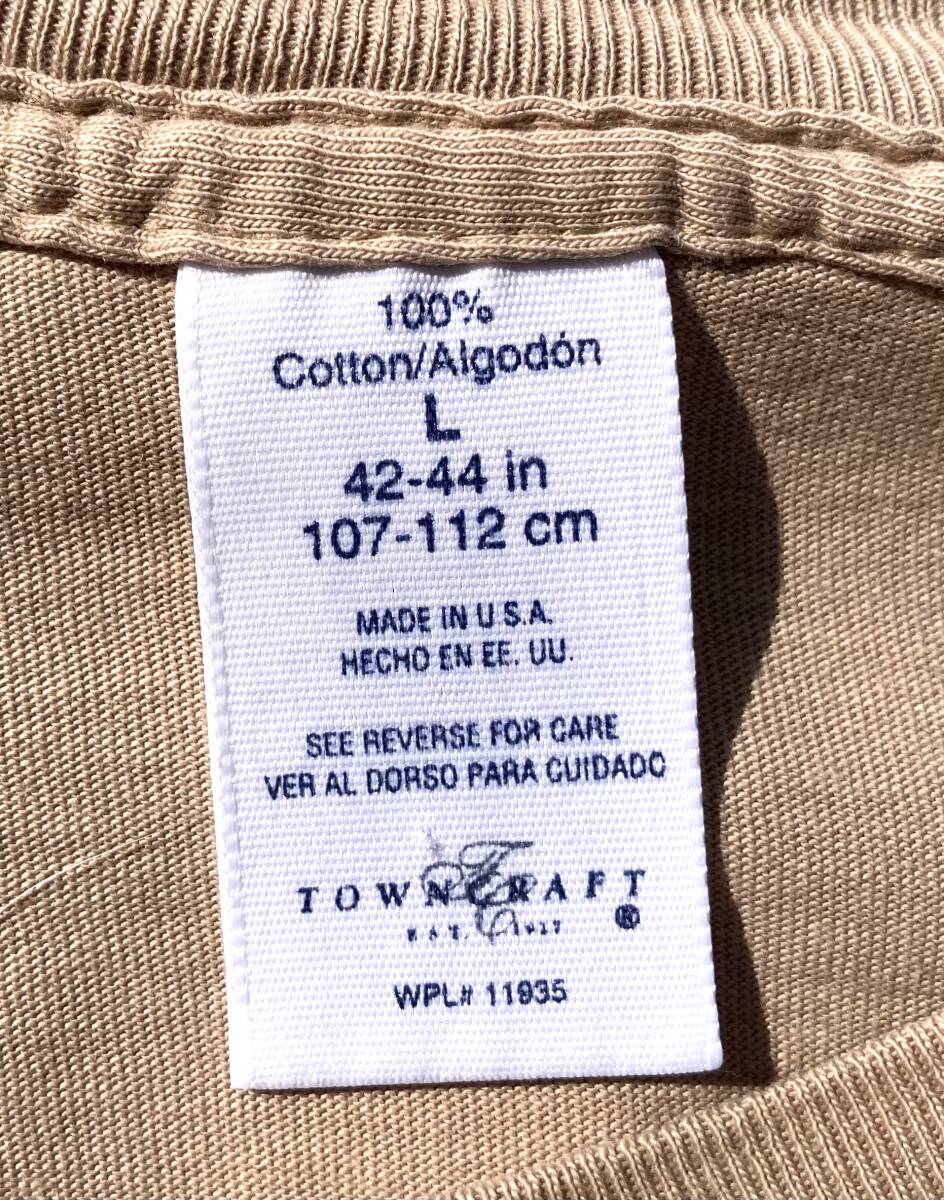 100%
Cotton/Algodón
L
42-44 in
107-112 cm
MADE IN U.S.A.
HECHO EN EE. UU.
SEE REVERSE FOR CARE
VER AL DORSO PARA CUIDADO
TOWNCRAFT
®
WPL# 11935